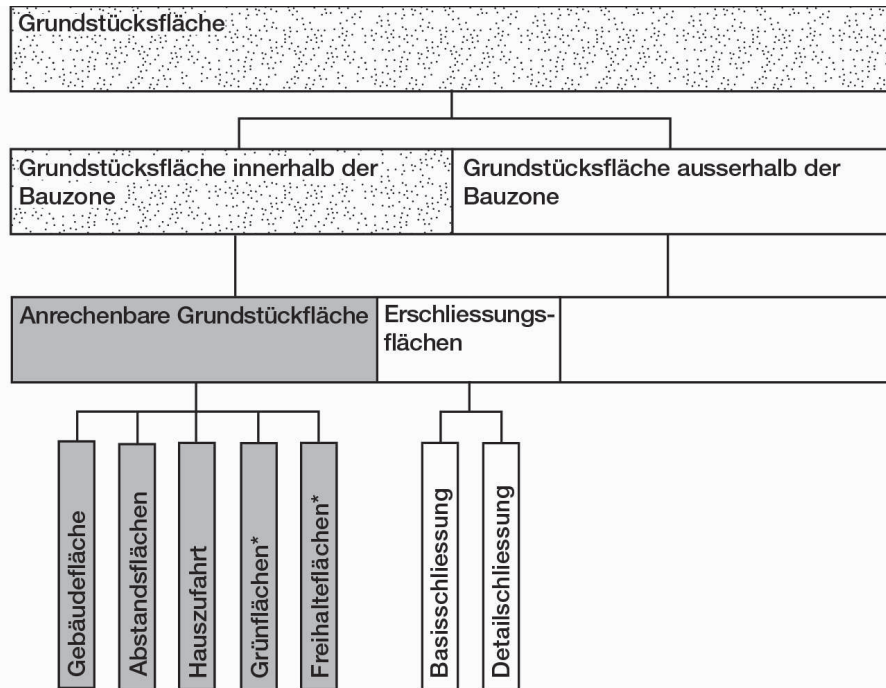 Grundstücksfläche
Grundstücksfläche innerhalb der
Bauzone
Grundstücksfläche ausserhalb der
Bauzone
Anrechenbare Grundstückfläche
Erschliessungs-
flächen
Gebäudefläche
Abstandsflächen
Hauszufahrt
Grünflächen*
Freihalteflächen*
Basisschliessung
Detailschliessung